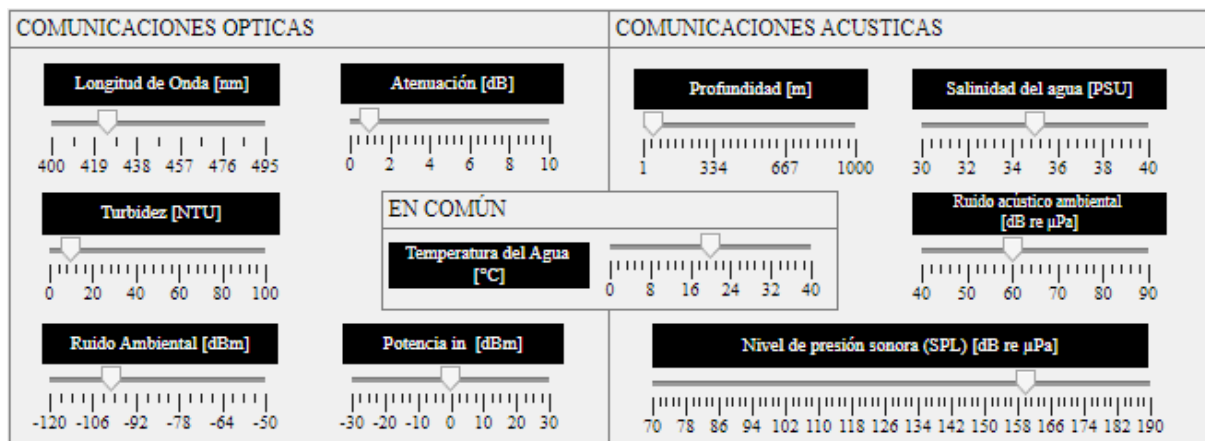 COMUNICACIONES OPTICAS
COMUNICACIONES ACUSTICAS
Longitud de Onda [nm]
400 419 438 457 476 495
Atenuación [dB]
0 2 4 6 8 10
Profundidad [m]
1 334 667 1000
Salinidad del agua [PSU]
30 32 34 36 38 40
Turbidez [NTU]
0 20 40 60 80 100
EN COMÚN
Temperatura del Agua
[°C]
0 8 16 24 32 40
Ruido acústico ambiental
[dB re µPa]
40 50 60 70 80 90
Ruido Ambiental [dBm]
-120 -106 -92 -78 -64 -50
Potencia in [dBm]
-30 -20 -10 0 10 20 30
Nivel de presión sonora (SPL) [dB re µPa]
70 78 86 94 102 110 118 126 134 142 150 158 166 174 182 190